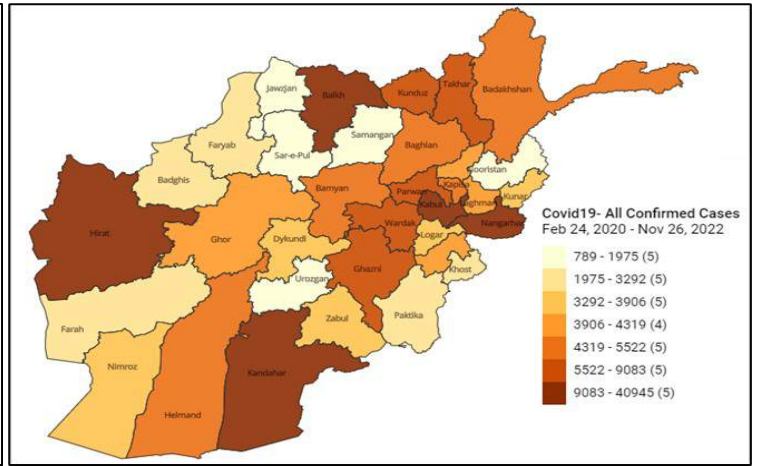 Jawzjan
Balkh
Kunduz
Takhar
Badakhshan
Faryab
Sar-e-Pul
Samangan
Baghlan
Badghis
Nooristan
Bamyan
Parwan
Kapisa
Kunar
Kabul
Laghman
Hirat
Ghor
Dykundi
Wardak
Logar
Nangarhar
Ghazni
Khost
Urozgan
Farah
Zabul
Paktika
Nimroz
Kandahar
Helmand
Covid19- All Confirmed Cases
Feb 24, 2020 - Nov 26, 2022
789 - 1975 (5)
1975 - 3292 (5)
3292 - 3906 (5)
3906 - 4319 (4)
4319 - 5522 (5)
5522 - 9083 (5)
9083 - 40945 (5)